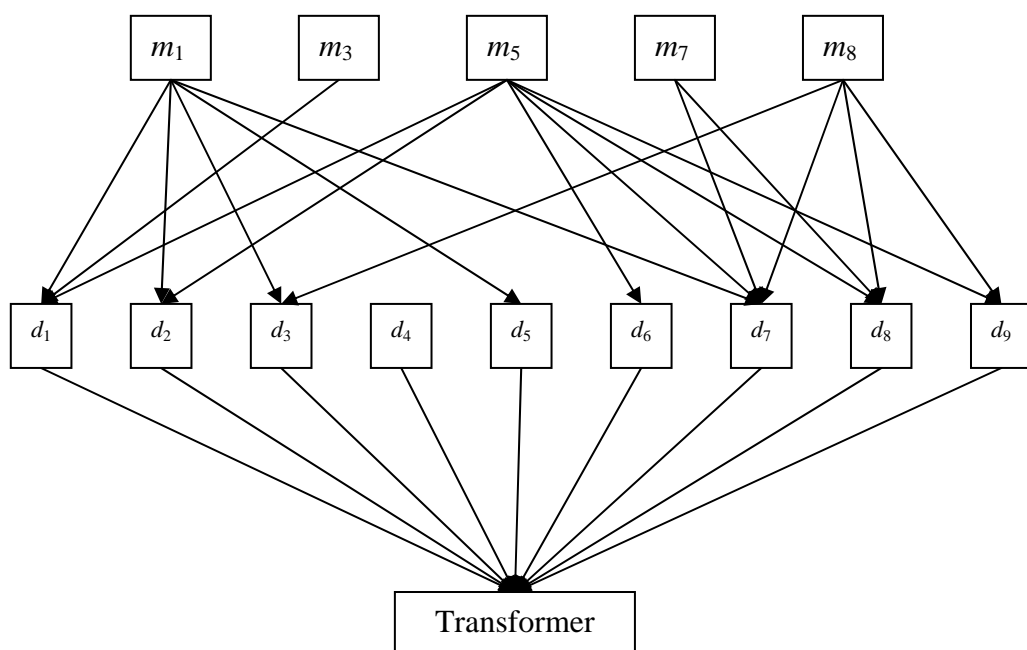 m₁ m₃ m₅ m₇ m₈
d₁ d₂ d₃ d₄ d₅ d₆ d₇ d₈ d₉
Transformer